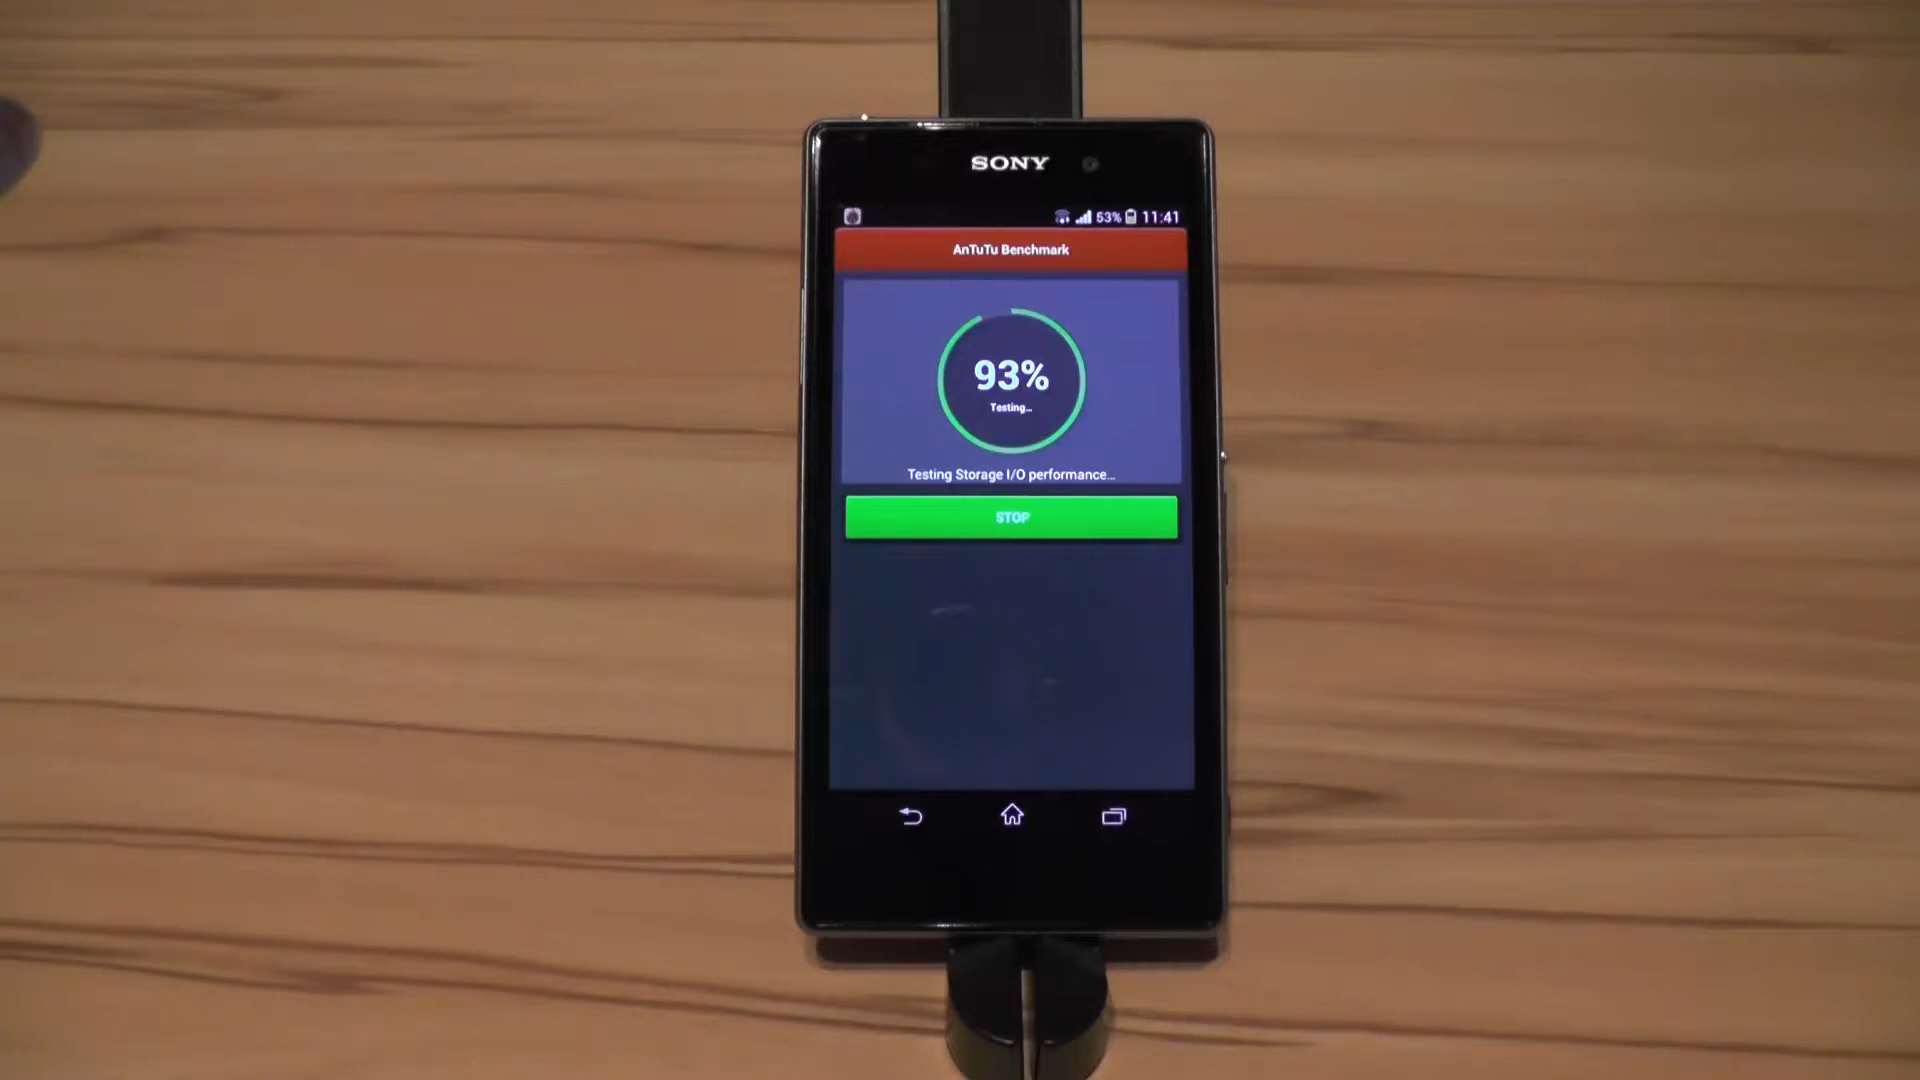 SONY
53% 11:41
AnTuTu Benchmark
93%
Testing...
Testing Storage I/O performance...
STOP